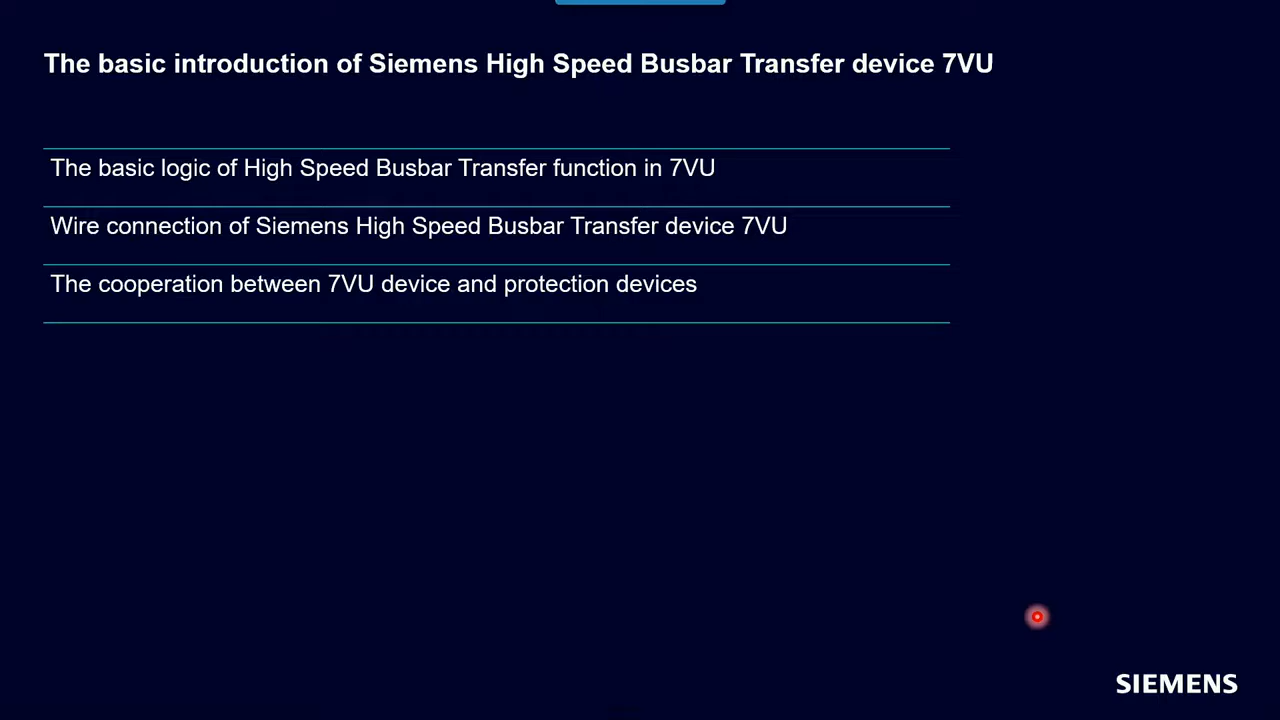 The basic introduction of Siemens High Speed Busbar Transfer device 7VU
The basic logic of High Speed Busbar Transfer function in 7VU
Wire connection of Siemens High Speed Busbar Transfer device 7VU
The cooperation between 7VU device and protection devices
SIEMENS